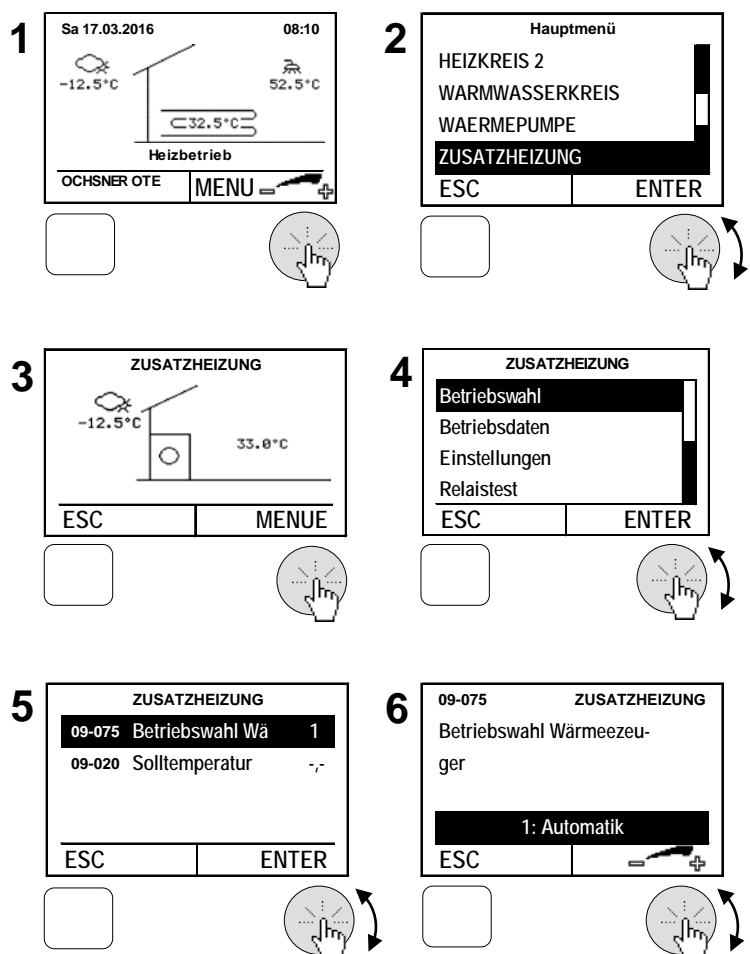 1
Sa 17.03.2016 08:10
-12.5°C 52.5°C
32.5°C
Heizbetrieb
OCHSNER OTE MENU
2
Hauptmenü
HEIZKREIS 2
WARMWASSERKREIS
WAERMEPUMPE
ZUSATZHEIZUNG
ESC ENTER
3
ZUSATZHEIZUNG
-12.5°C
33.0°C
ESC MENUE
4
ZUSATZHEIZUNG
Betriebswahl
Betriebsdaten
Einstellungen
Relaistest
ESC ENTER
5
ZUSATZHEIZUNG
09-075 Betriebswahl Wä 1
09-020 Solltemperatur -,-
ESC ENTER
6
09-075 ZUSATZHEIZUNG
Betriebswahl Wärmeezeu-
ger
1: Automatik
ESC